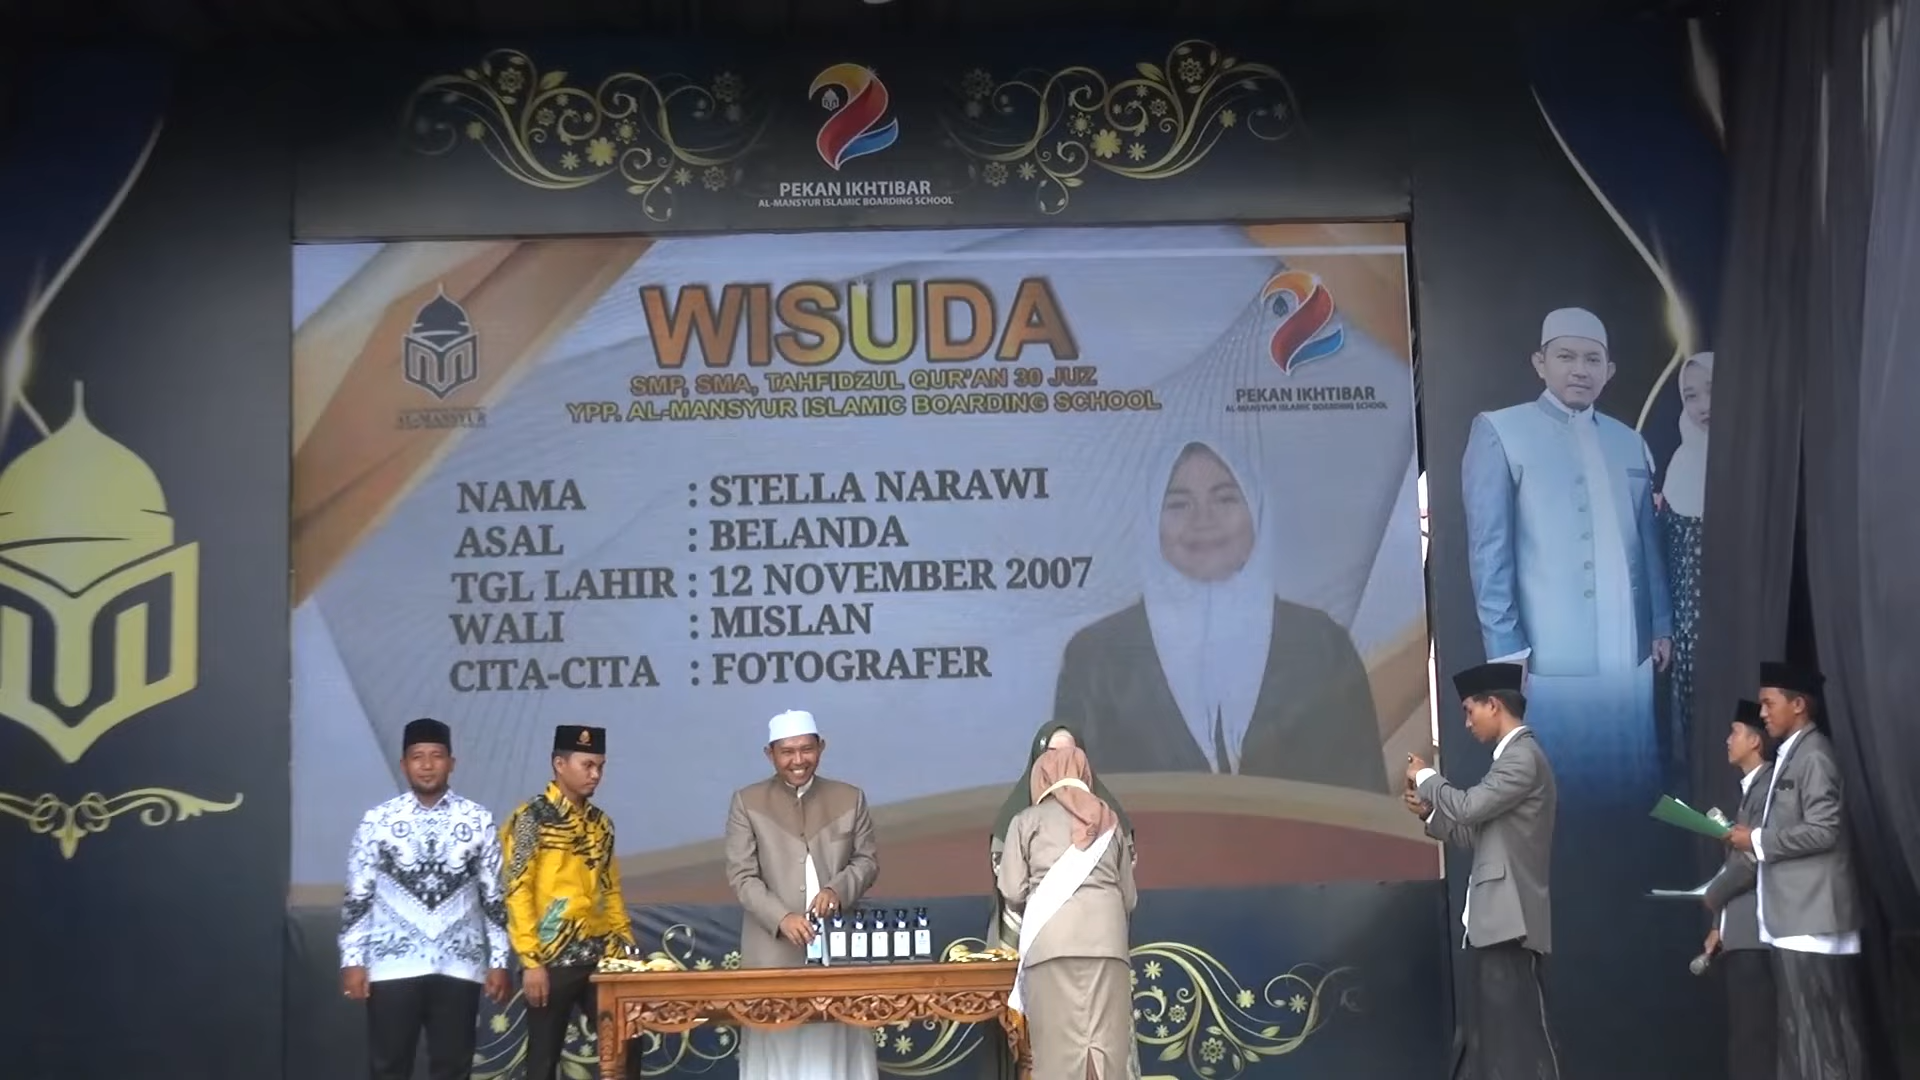 PEKAN IKHTIBAR
AL-MANSYUR ISLAMIC BOARDING SCHOOL
WISUDA
SMP, SMA, TAHFIDZUL QUR'AN 30 JUZ
YPP. AL-MANSYUR ISLAMIC BOARDING SCHOOL
AL-MANSYUR
PEKAN IKHTIBAR
AL-MANSYUR ISLAMIC BOARDING SCHOOL
NAMA : STELLA NARAWI
ASAL : BELANDA
TGL LAHIR : 12 NOVEMBER 2007
WALI : MISLAN
CITA-CITA : FOTOGRAFER